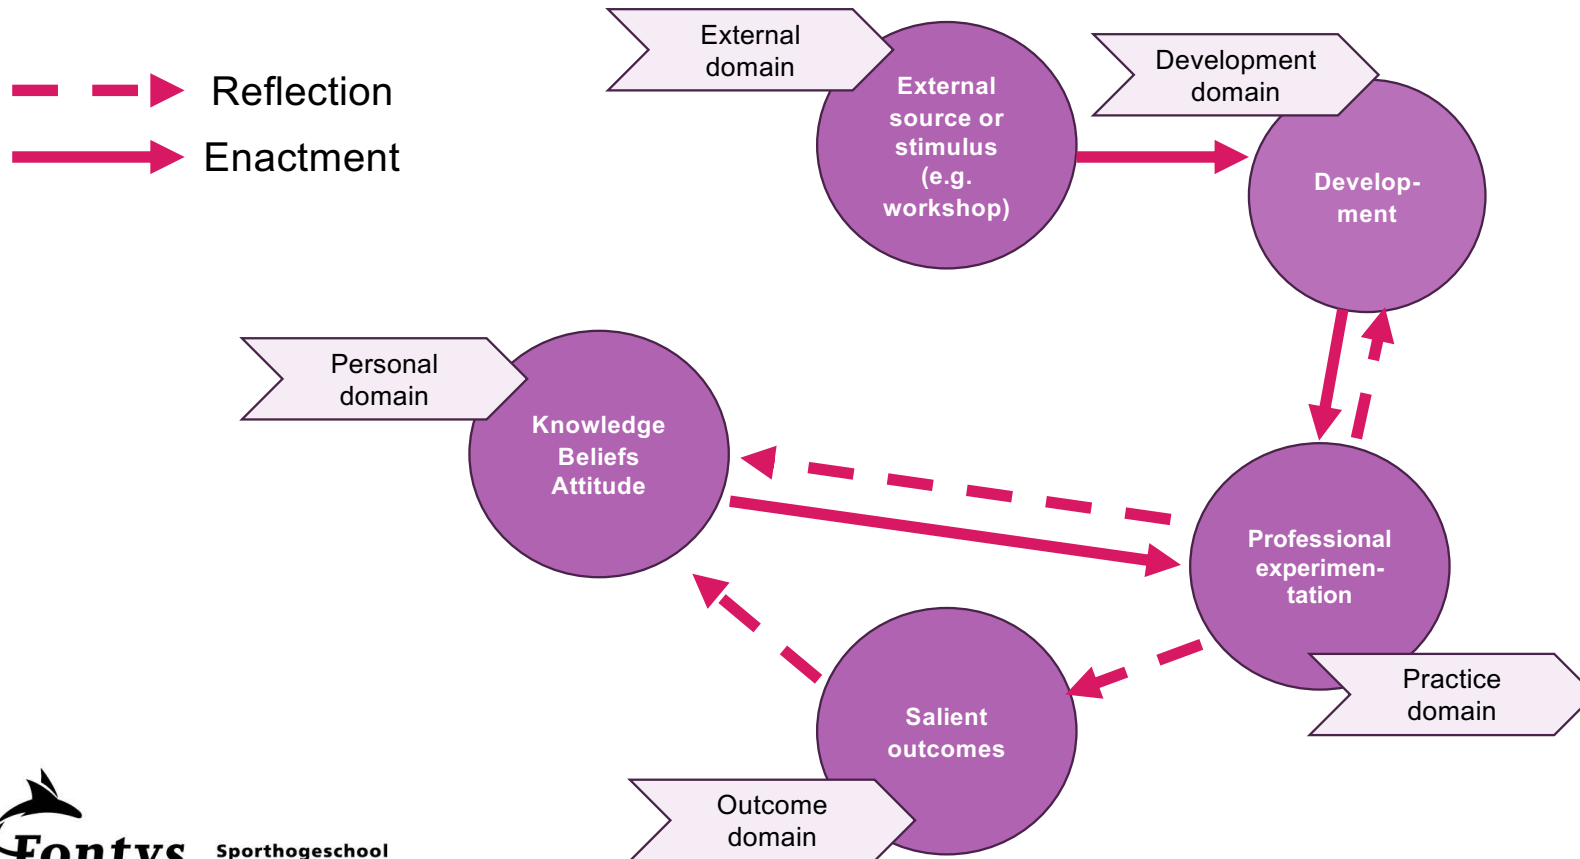 Reflection
Enactment
External
domain
External
source or
stimulus
(e.g.
workshop)
Development
domain
Develop-
ment
Personal
domain
Knowledge
Beliefs
Attitude
Professional
experimen-
tation
Practice
domain
Salient
outcomes
Outcome
domain
Fontys
Sporthogeschool